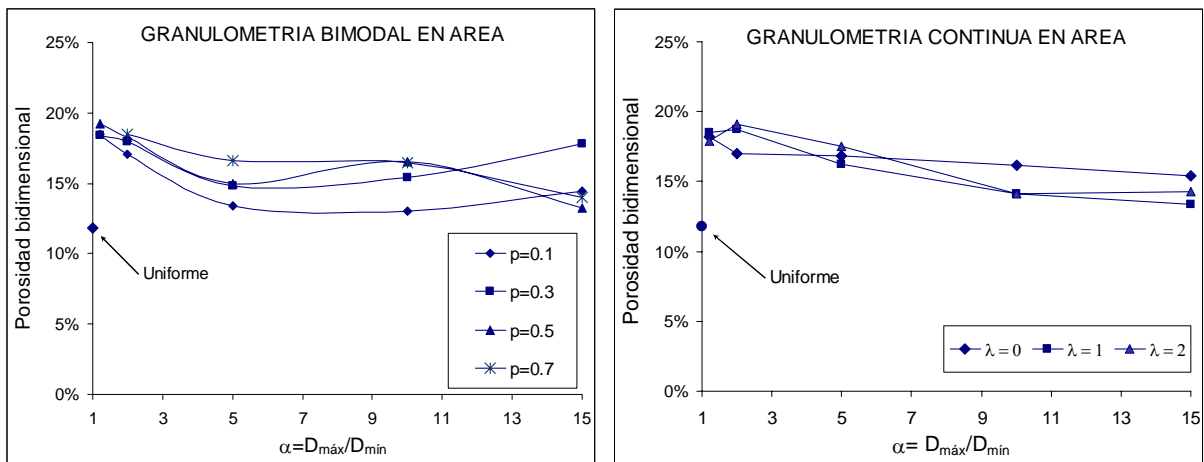 GRANULOMETRIA BIMODAL EN AREA
25%
20%
15%
10%
5%
0%
Porosidad bidimensional
Uniforme
p=0.1
p=0.3
p=0.5
p=0.7
1 3 5 7 9 11 13 15
α=Dmáx/Dmín
GRANULOMETRIA CONTINUA EN AREA
25%
20%
15%
10%
5%
0%
Porosidad bidimensional
Uniforme
λ = 0 λ = 1 λ = 2
1 3 5 7 9 11 13 15
α= Dmáx/Dmín